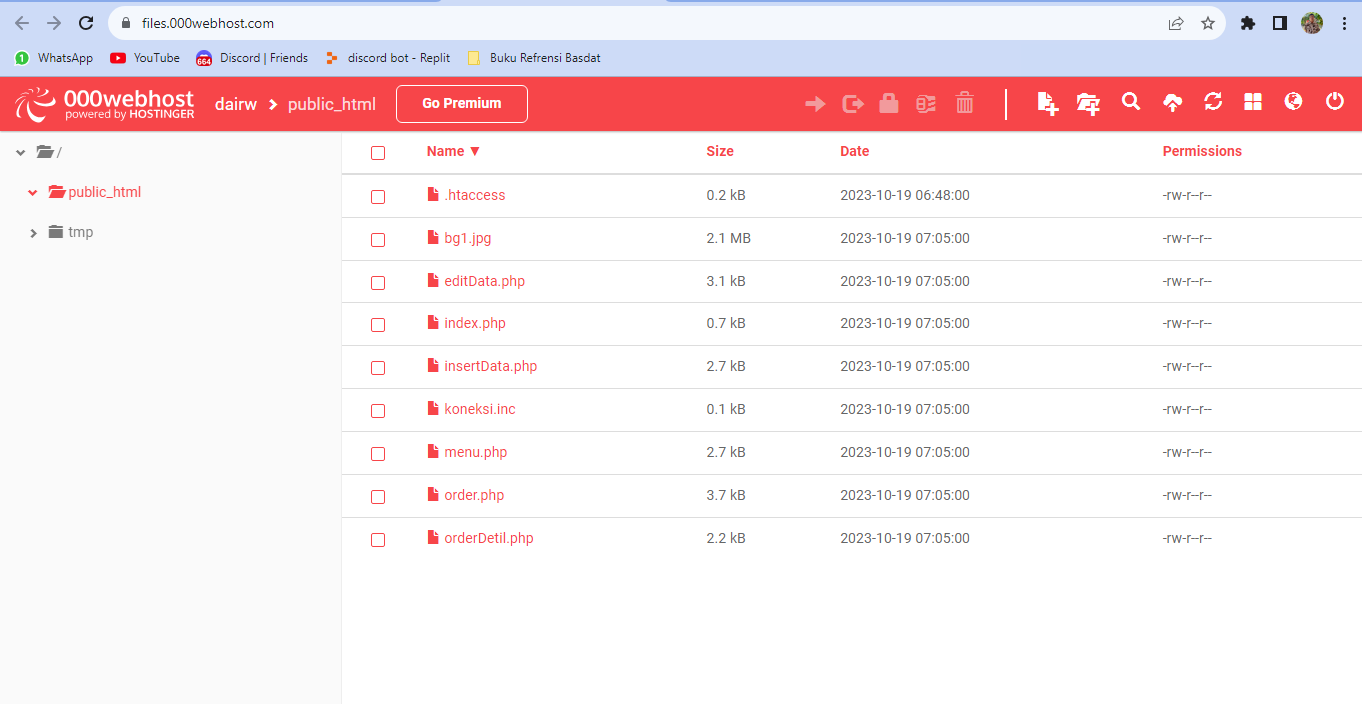 files.000webhost.com
1 WhatsApp YouTube 664 Discord | Friends discord bot - Replit Buku Refrensi Basdat
000webhost
powered by HOSTINGER
dairw public_html Go Premium
/
public_html
tmp
Name ▼ Size Date Permissions
.htaccess 0.2 kB 2023-10-19 06:48:00 -rw-r--r--
bg1.jpg 2.1 MB 2023-10-19 07:05:00 -rw-r--r--
editData.php 3.1 kB 2023-10-19 07:05:00 -rw-r--r--
index.php 0.7 kB 2023-10-19 07:05:00 -rw-r--r--
insertData.php 2.7 kB 2023-10-19 07:05:00 -rw-r--r--
koneksi.inc 0.1 kB 2023-10-19 07:05:00 -rw-r--r--
menu.php 2.7 kB 2023-10-19 07:05:00 -rw-r--r--
order.php 3.7 kB 2023-10-19 07:05:00 -rw-r--r--
orderDetil.php 2.2 kB 2023-10-19 07:05:00 -rw-r--r--